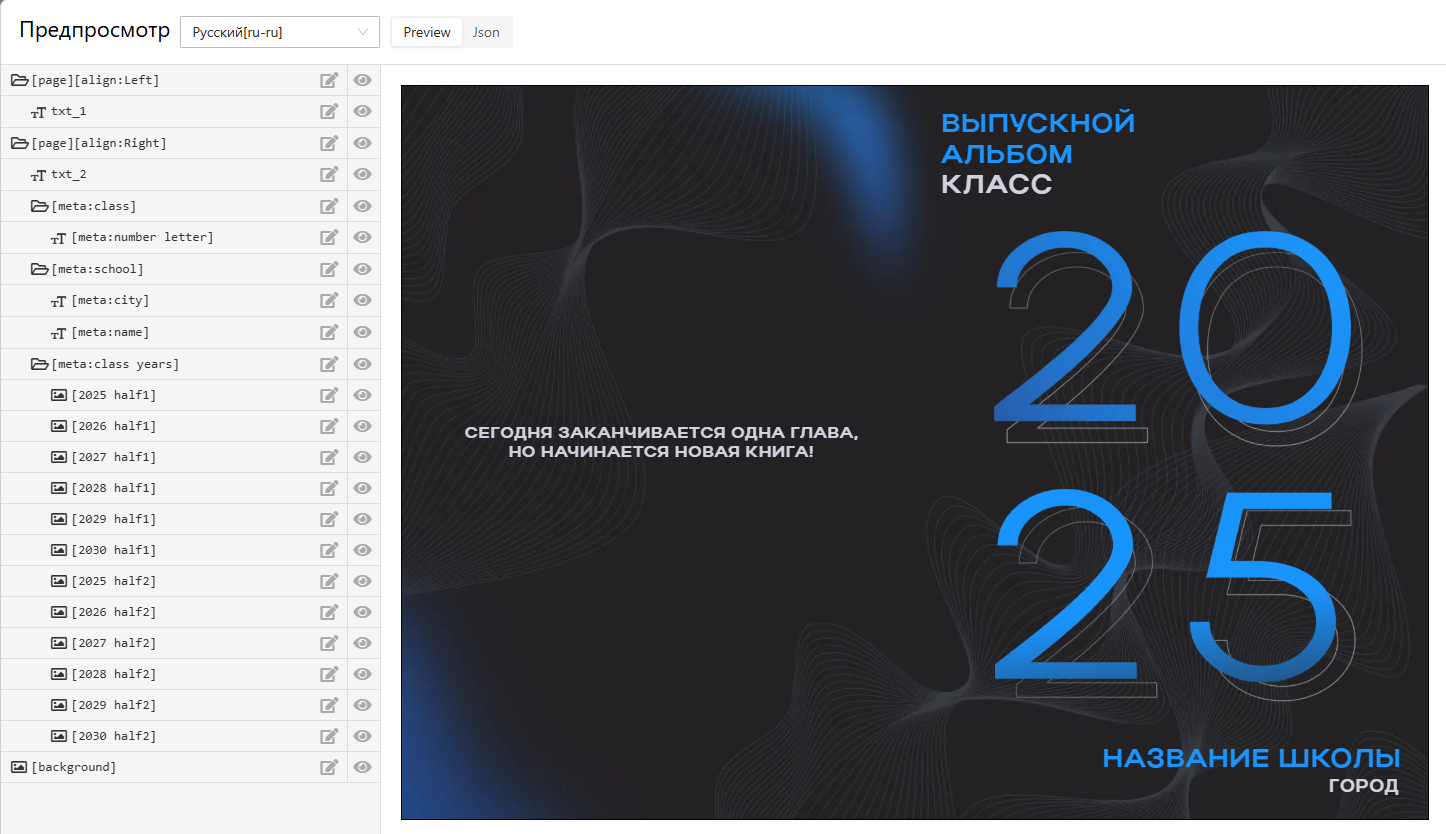 Предпросмотр
Русский[ru-ru]
Preview
Json
[page][align:Left]
txt_1
[page][align:Right]
txt_2
[meta:class]
[meta:number letter]
[meta:school]
[meta:city]
[meta:name]
[meta:class years]
[2025 half1]
[2026 half1]
[2027 half1]
[2028 half1]
[2029 half1]
[2030 half1]
[2025 half2]
[2026 half2]
[2027 half2]
[2028 half2]
[2029 half2]
[2030 half2]
[background]
СЕГОДНЯ ЗАКАНЧИВАЕТСЯ ОДНА ГЛАВА,
НО НАЧИНАЕТСЯ НОВАЯ КНИГА!
ВЫПУСКНОЙ
АЛЬБОМ
КЛАСС
20
25
НАЗВАНИЕ ШКОЛЫ
ГОРОД